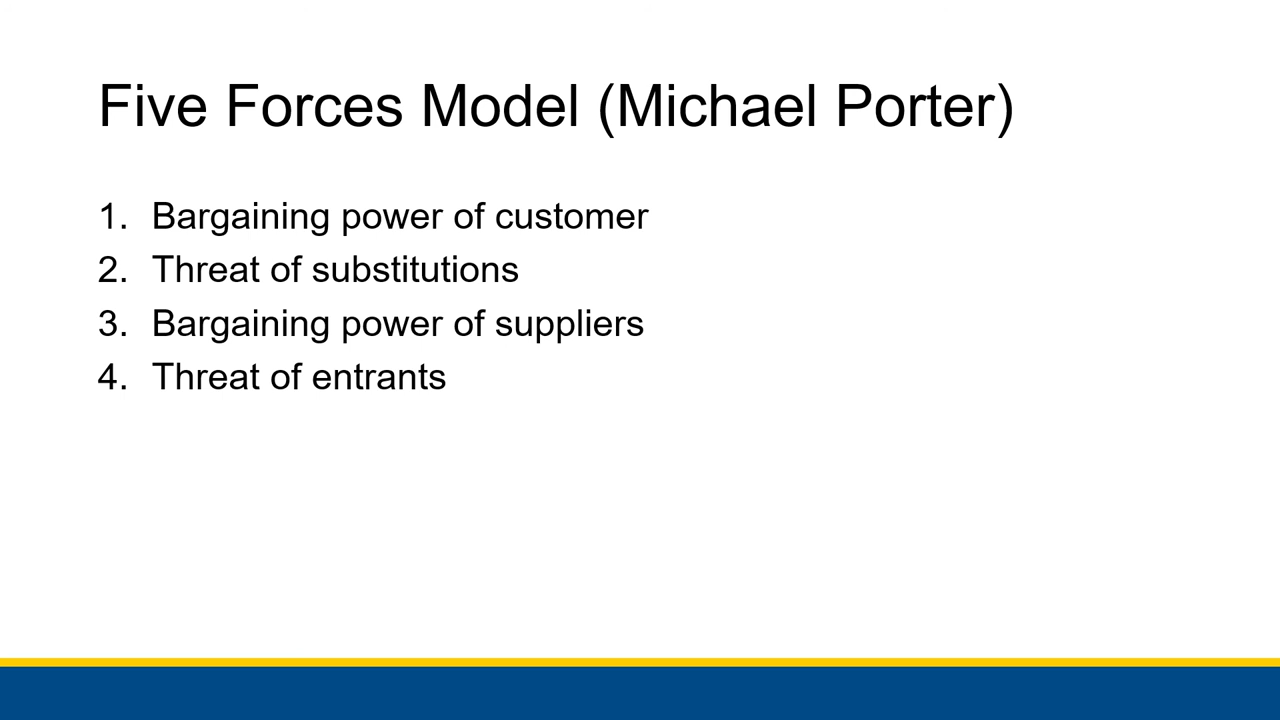 Five Forces Model (Michael Porter)
1. Bargaining power of customer
2. Threat of substitutions
3. Bargaining power of suppliers
4. Threat of entrants